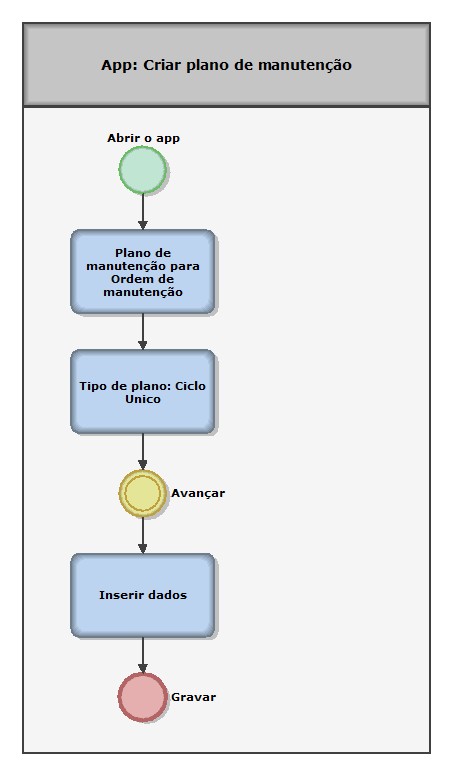 App: Criar plano de manutenção
Abrir o app
Plano de
manutenção para
Ordem de
manutenção
Tipo de plano: Ciclo
Unico
Avançar
Inserir dados
Gravar